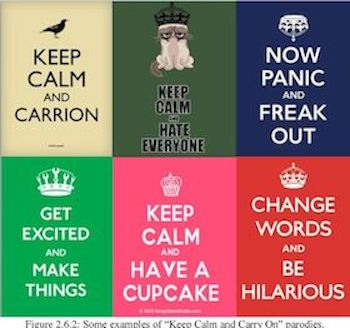 KEEP
CALM
AND
CARRION
KEEP
CALM
AND
HATE
EVERYONE
NOW
PANIC
AND
FREAK
OUT
GET
EXCITED
AND
MAKE
THINGS
KEEP
CALM
AND
HAVE A
CUPCAKE
CHANGE
WORDS
AND
BE
HILARIOUS
Figure 2.6.2: Some examples of "Keep Calm and Carry On" parodies.